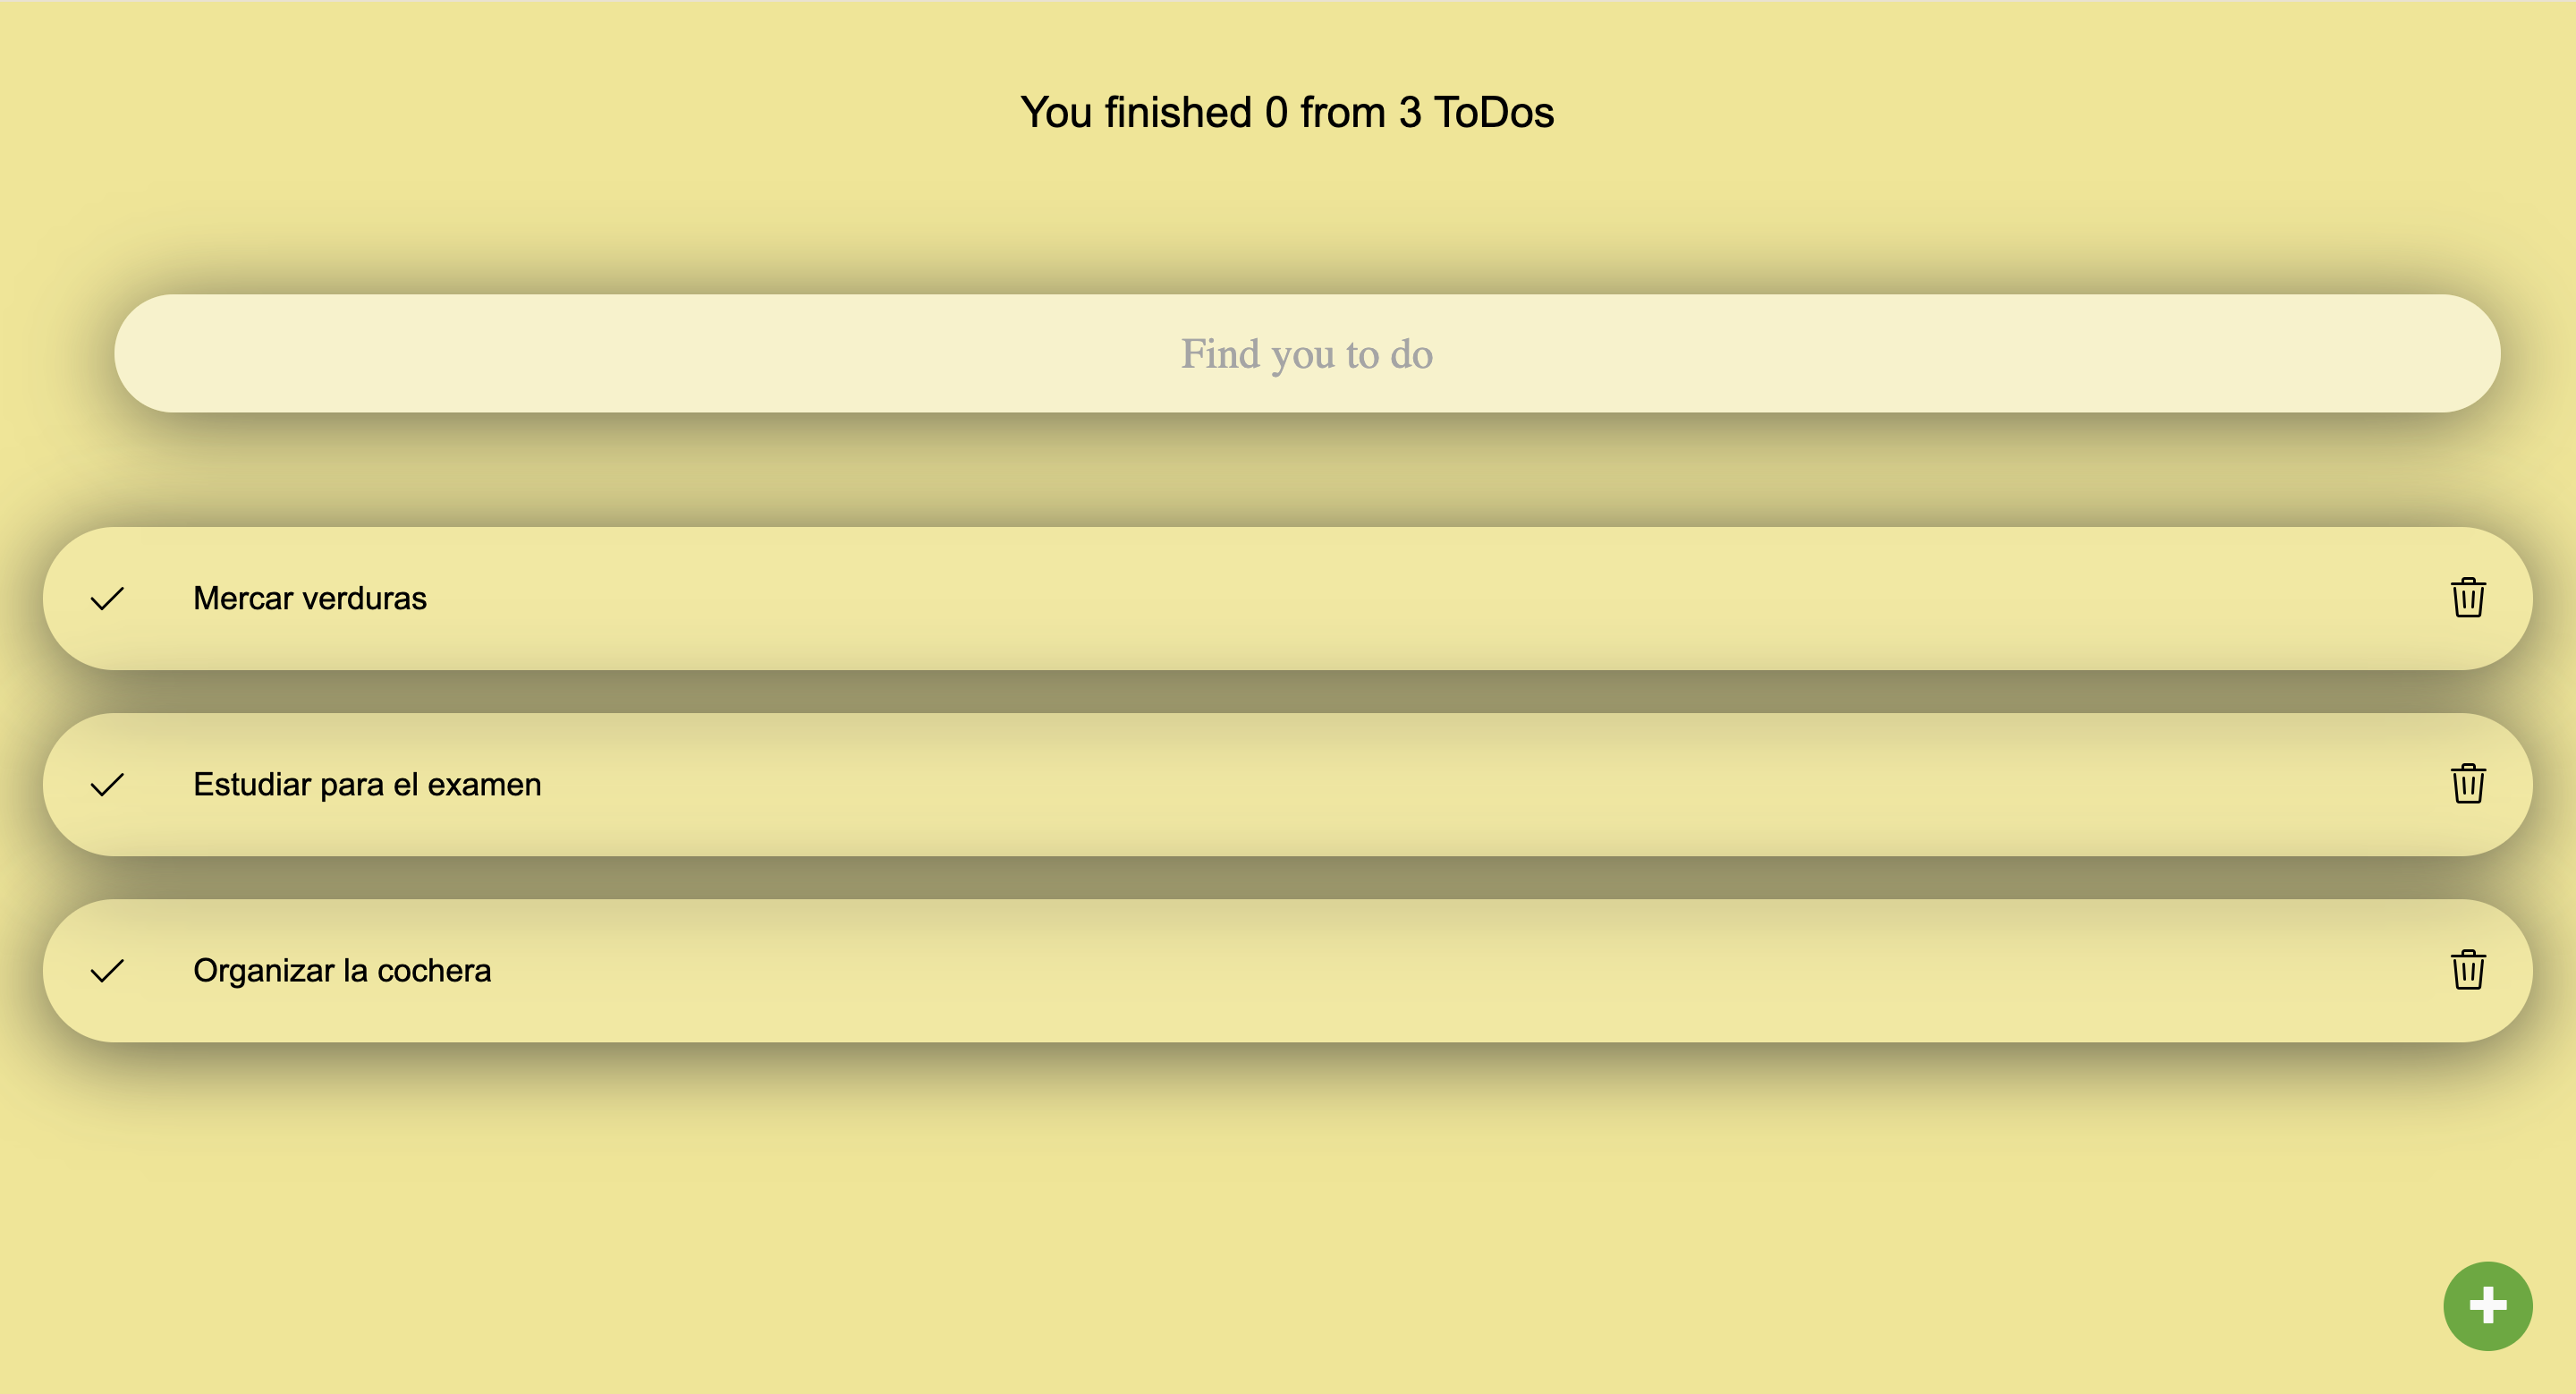 You finished 0 from 3 ToDos
Find you to do
Mercar verduras
Estudiar para el examen
Organizar la cochera